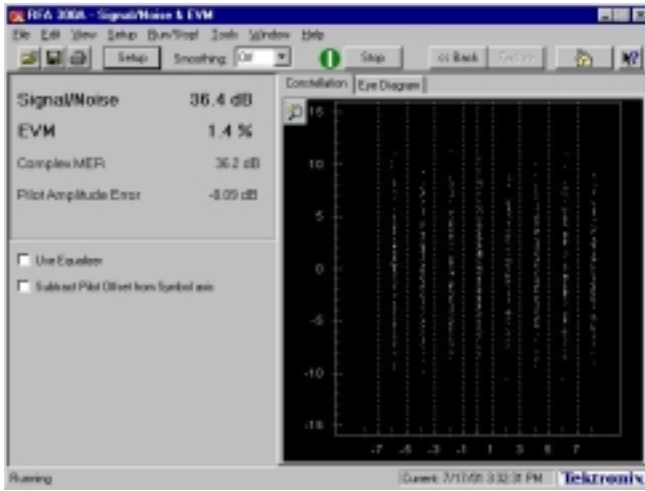 RFA 300A - Signal/Noise & EVM
File Edit View Setup Run/Stop! Tools Window Help
Setup Smoothing: Off Stop << Back
Signal/Noise 36.4 dB
EVM 1.4 %
Complex MER 36.2 dB
Pilot Amplitude Error -0.09 dB
Use Equalizer
Subtract Pilot Offset from Symbol axis
Constellation Eye Diagram
15
10
5
0
-5
-10
-15
-7 -5 -3 -1 1 3 5 7
Running Current: 7/17/01 3:32:31 PM Tektronix